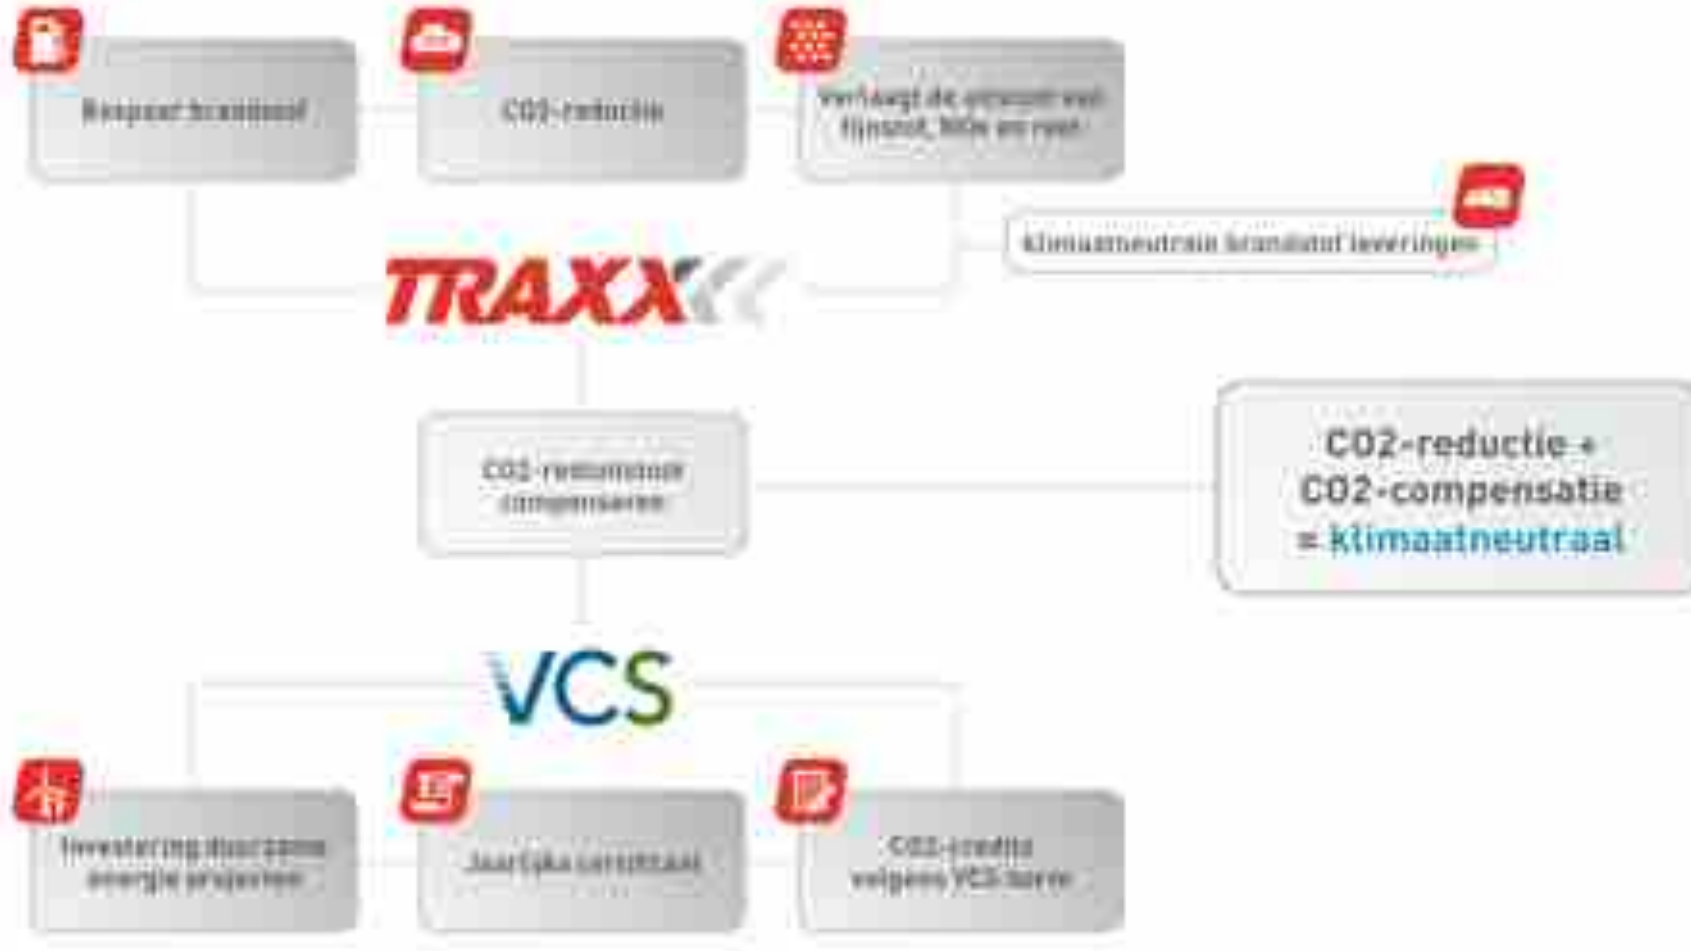 Bespaar brandstof
CO2-reductie
Verlaagt de uitstoot van
fijnstof, NOx en roet
Klimaatneutrale brandstof leveringen
TRAXX
CO2-restuitstoot
compenseren
CO2-reductie +
CO2-compensatie
= klimaatneutraal
VCS
Investering duurzame
energie projecten
Jaarlijks certificaat
CO2-credits
volgens VCS norm